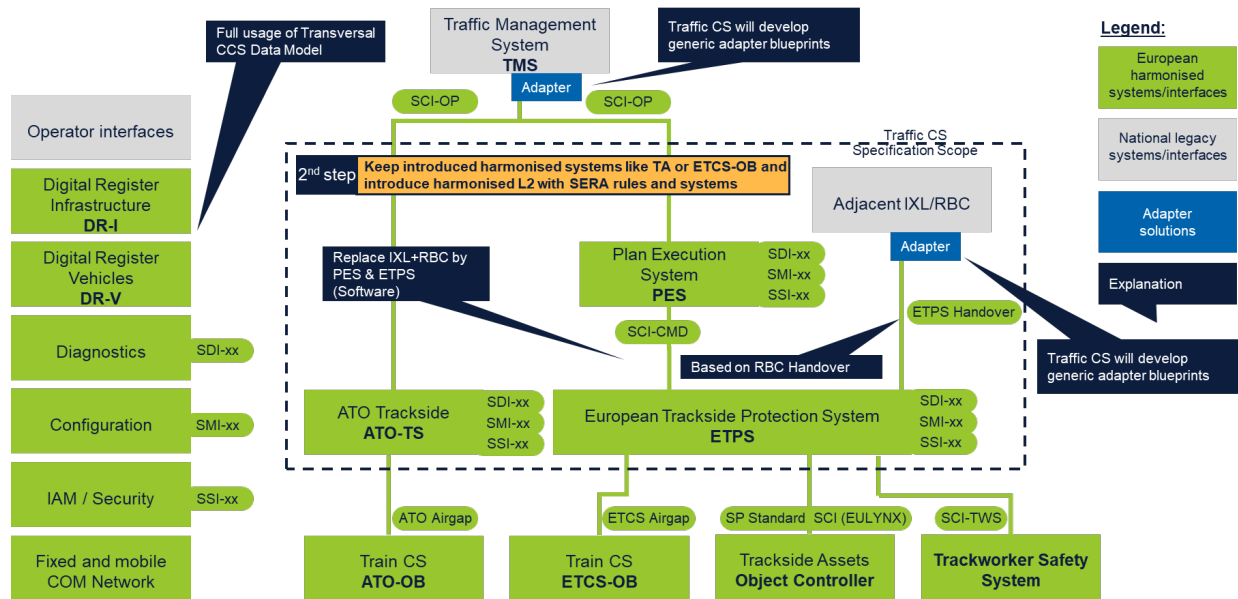 Full usage of Transversal
CCS Data Model
Traffic Management
System
TMS
Adapter
Traffic CS will develop
generic adapter blueprints
Legend:
European
harmonised
systems/interfaces
National legacy
systems/interfaces
Adapter
solutions
Explanation
SCI-OP
SCI-OP
Operator interfaces
Digital Register
Infrastructure
DR-I
Digital Register
Vehicles
DR-V
Diagnostics
SDI-xx
Configuration
SMI-xx
IAM / Security
SSI-xx
Fixed and mobile
COM Network
Traffic CS
Specification Scope
2nd step
Keep introduced harmonised systems like TA or ETCS-OB and
introduce harmonised L2 with SERA rules and systems
Adjacent IXL/RBC
Adapter
Replace IXL+RBC by
PES & ETPS
(Software)
Plan Execution
System
PES
SDI-xx
SMI-xx
SSI-xx
ETPS Handover
SCI-CMD
Based on RBC Handover
Traffic CS will develop
generic adapter blueprints
ATO Trackside
ATO-TS
SDI-xx
SMI-xx
SSI-xx
European Trackside Protection System
ETPS
SDI-xx
SMI-xx
SSI-xx
ATO Airgap
ETCS Airgap
SP Standard SCI (EULYNX)
SCI-TWS
Train CS
ATO-OB
Train CS
ETCS-OB
Trackside Assets
Object Controller
Trackworker Safety
System